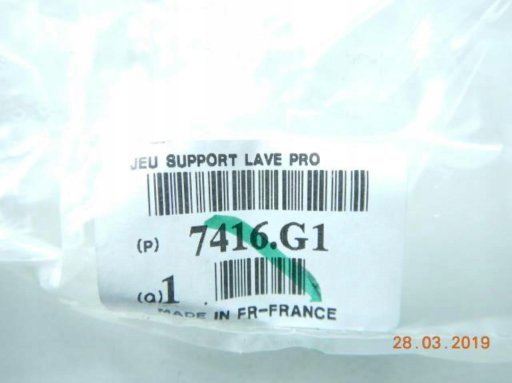 JEU SUPPORT LAVE PRO
(P) 7416.G1
(Q) 1
MADE IN FR-FRANCE
28.03.2019